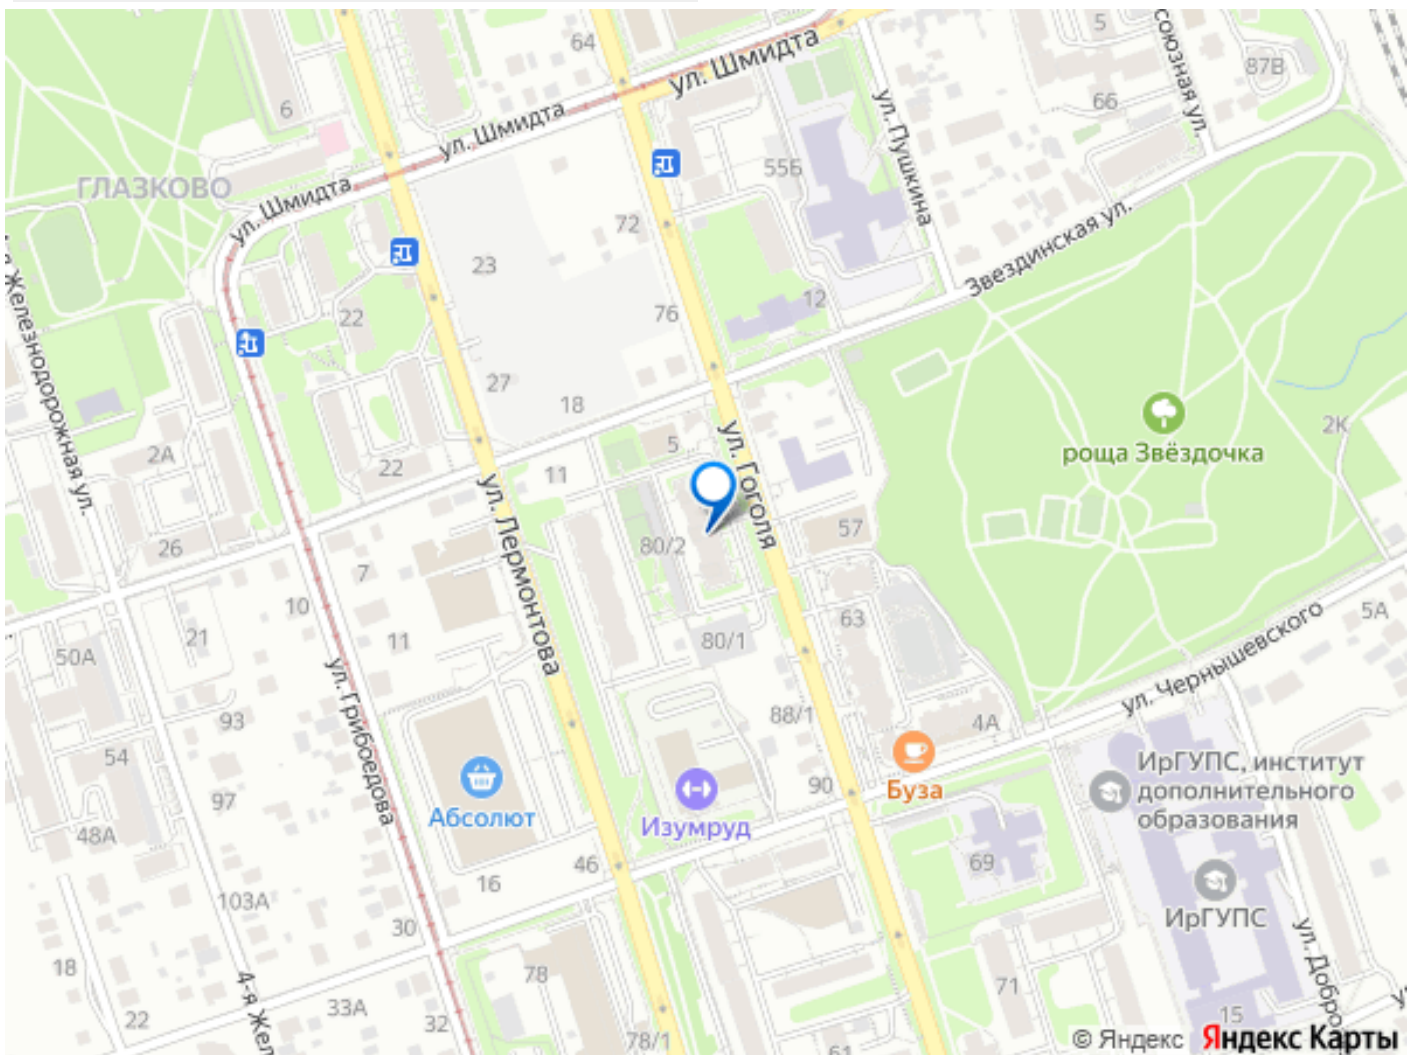 64
ул. Шмидта
5
союзная ул.
87В
6
ул. Шмидта
ул. Пушкина
66
ГЛАЗКОВО
ул. Шмидта
55Б
72
23
Звездинская ул.
12
76
22
4-я Железнодорожная ул.
27
18
2К
роща Звёздочка
5
2А
22
11
ул. Гоголя
ул. Лермонтова
57
26
80/2
7
10
5А
63
21
11
80/1
50А
ул. Чернышевского
ул. Грибоедова
93
88/1
4А
54
ИрГУПС, институт
дополнительного
образования
90
Буза
97
Абсолют
Изумруд
48А
46
69
16
103А
ИрГУПС
30
18
4-я Жел
78
71
ул. Добро
33А
22
32
78/1
61
15
© Яндекс Яндекс Карты